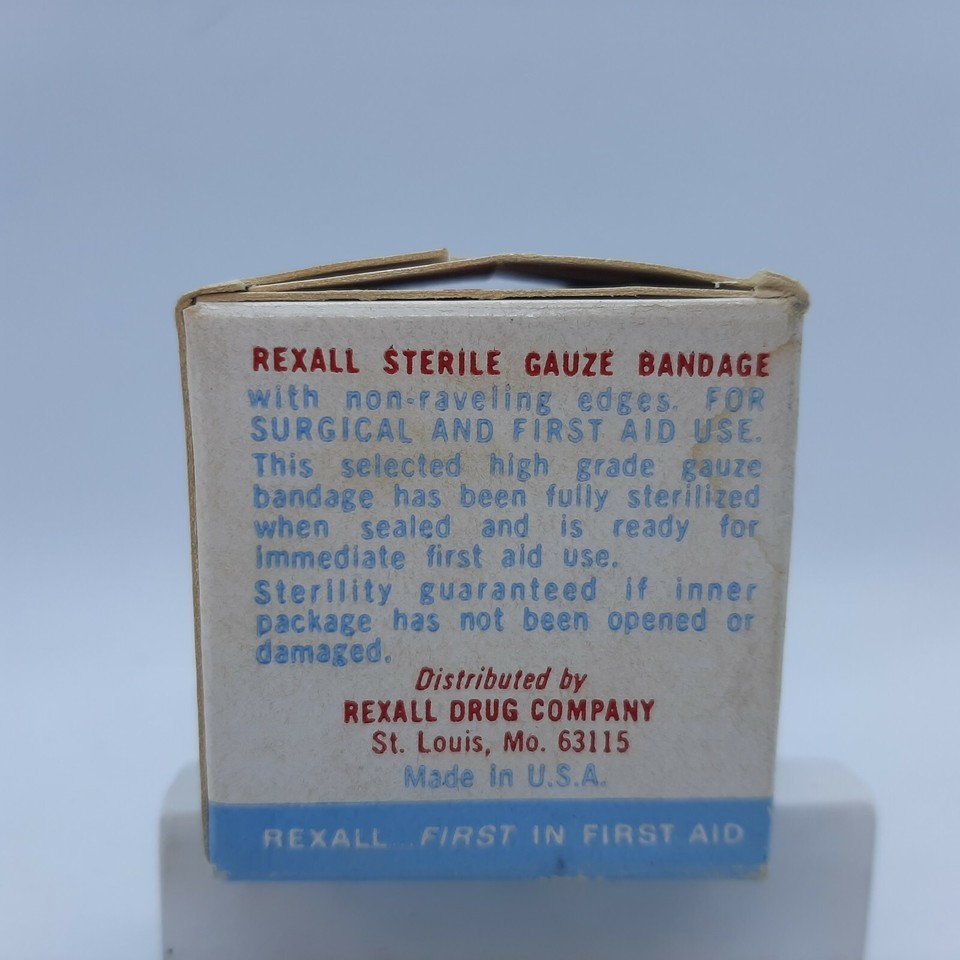 REXALL STERILE GAUZE BANDAGE
with non-raveling edges. FOR
SURGICAL AND FIRST AID USE.
This selected high grade gauze
bandage has been fully sterilized
when sealed and is ready for
immediate first aid use.
Sterility guaranteed if inner
package has not been opened or
damaged.
Distributed by
REXALL DRUG COMPANY
St. Louis, Mo. 63115
Made in U.S.A.
REXALL...FIRST IN FIRST AID